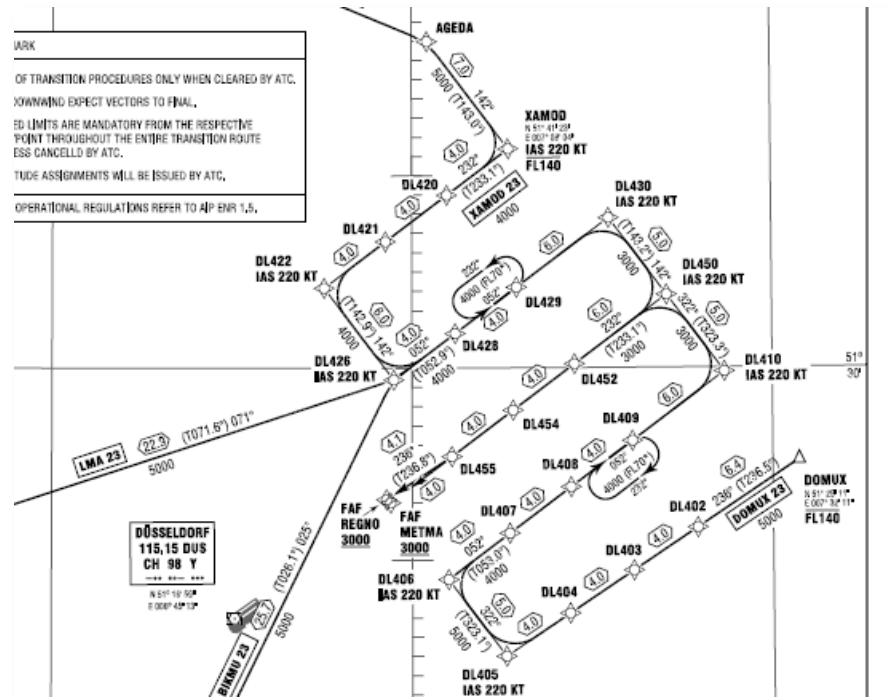 ARK
OF TRANSITION PROCEDURES ONLY WHEN CLEARED BY ATC.
OWNWIND EXPECT VECTORS TO FINAL,
ED LIMITS ARE MANDATORY FROM THE RESPECTIVE
POINT THROUGHOUT THE ENTIRE TRANSITION ROUTE
ESS CANCELLD BY ATC.
TUDE ASSIGNMENTS WILL BE ISSUED BY ATC,
OPERATIONAL REGULATIONS REFER TO AIP ENR 1.5,
AGEDA
7.0
142°
5000 (T143.0°)
XAMOD
N 51° 41' 23"
E 007° 08' 04"
IAS 220 KT
FL140
4.0
232°
(T233.1°)
XAMOD 23
4000
DL420
4.0
DL421
4.0
DL422
IAS 220 KT
6.0
(T142.9°) 142°
4000
DL430
IAS 220 KT
5.0
(T143.2°) 142°
3000
6.0
232°
4000 (FL70*)
052°
DL429
4.0
DL428
4.0
052°
(T052.9°)
4000
DL426
IAS 220 KT
DL450
IAS 220 KT
5.0
322° (T323.3°)
3000
6.0
232°
(T233.1°)
3000
DL452
4.0
DL454
4.0
DL455
4.1
236°
(T236.8°)
4.0
FAF
REGNO
3000
FAF
METMA
3000
51°
30'
DL410
IAS 220 KT
6.0
DL409
052°
4000 (FL70*)
232°
4.0
DL408
4.0
DL407
4.0
052°
(T053.0°)
4000
DL406
IAS 220 KT
5.0
322°
(T323.1°)
5000
DL405
IAS 220 KT
4.0
DL404
4.0
DL403
4.0
DL402
6.4
236° (T236.5°)
DOMUX 23
5000
DOMUX
N 51° 25' 11"
E 007° 32' 11"
FL140
LMA 23
22.9
(T071.6°) 071°
5000
DÜSSELDORF
115,15 DUS
CH 98 Y
E 006° 45' 13"
BIKMU 23
25.7
(T026.1°) 025°
5000